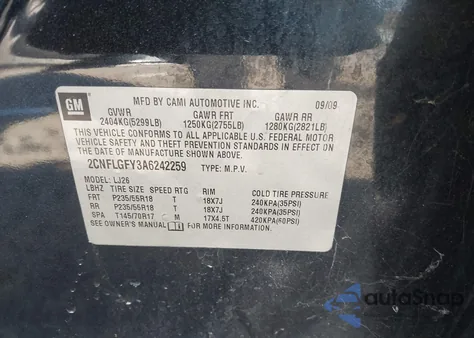 MFD BY CAMI AUTOMOTIVE INC. 09/09
GM GVWR GAWR FRT GAWR RR
2404KG(5299LB) 1250KG(2755LB) 1280KG(2821LB)
THIS VEHICLE CONFORMS TO ALL APPLICABLE U.S. FEDERAL MOTOR
VEHICLE SAFETY AND THEFT PREVENTION STANDARDS IN EFFECT ON
THE DATE OF MANUFACTURE SHOWN ABOVE.
2CNFLGFY3A6242259 TYPE: M.P.V.
MODEL: LJ26
LBHZ TIRE SIZE SPEED RIM COLD TIRE PRESSURE
FRT P235/55R18 T 18X7J 240KPA(35PSI)
RR P235/55R18 T 18X7J 240KPA(35PSI)
SPA T145/70R17 M 17X4.5T 420KPA(60PSI)
SEE OWNER'S MANUAL i FOR MORE INFORMATION.
autoSnap